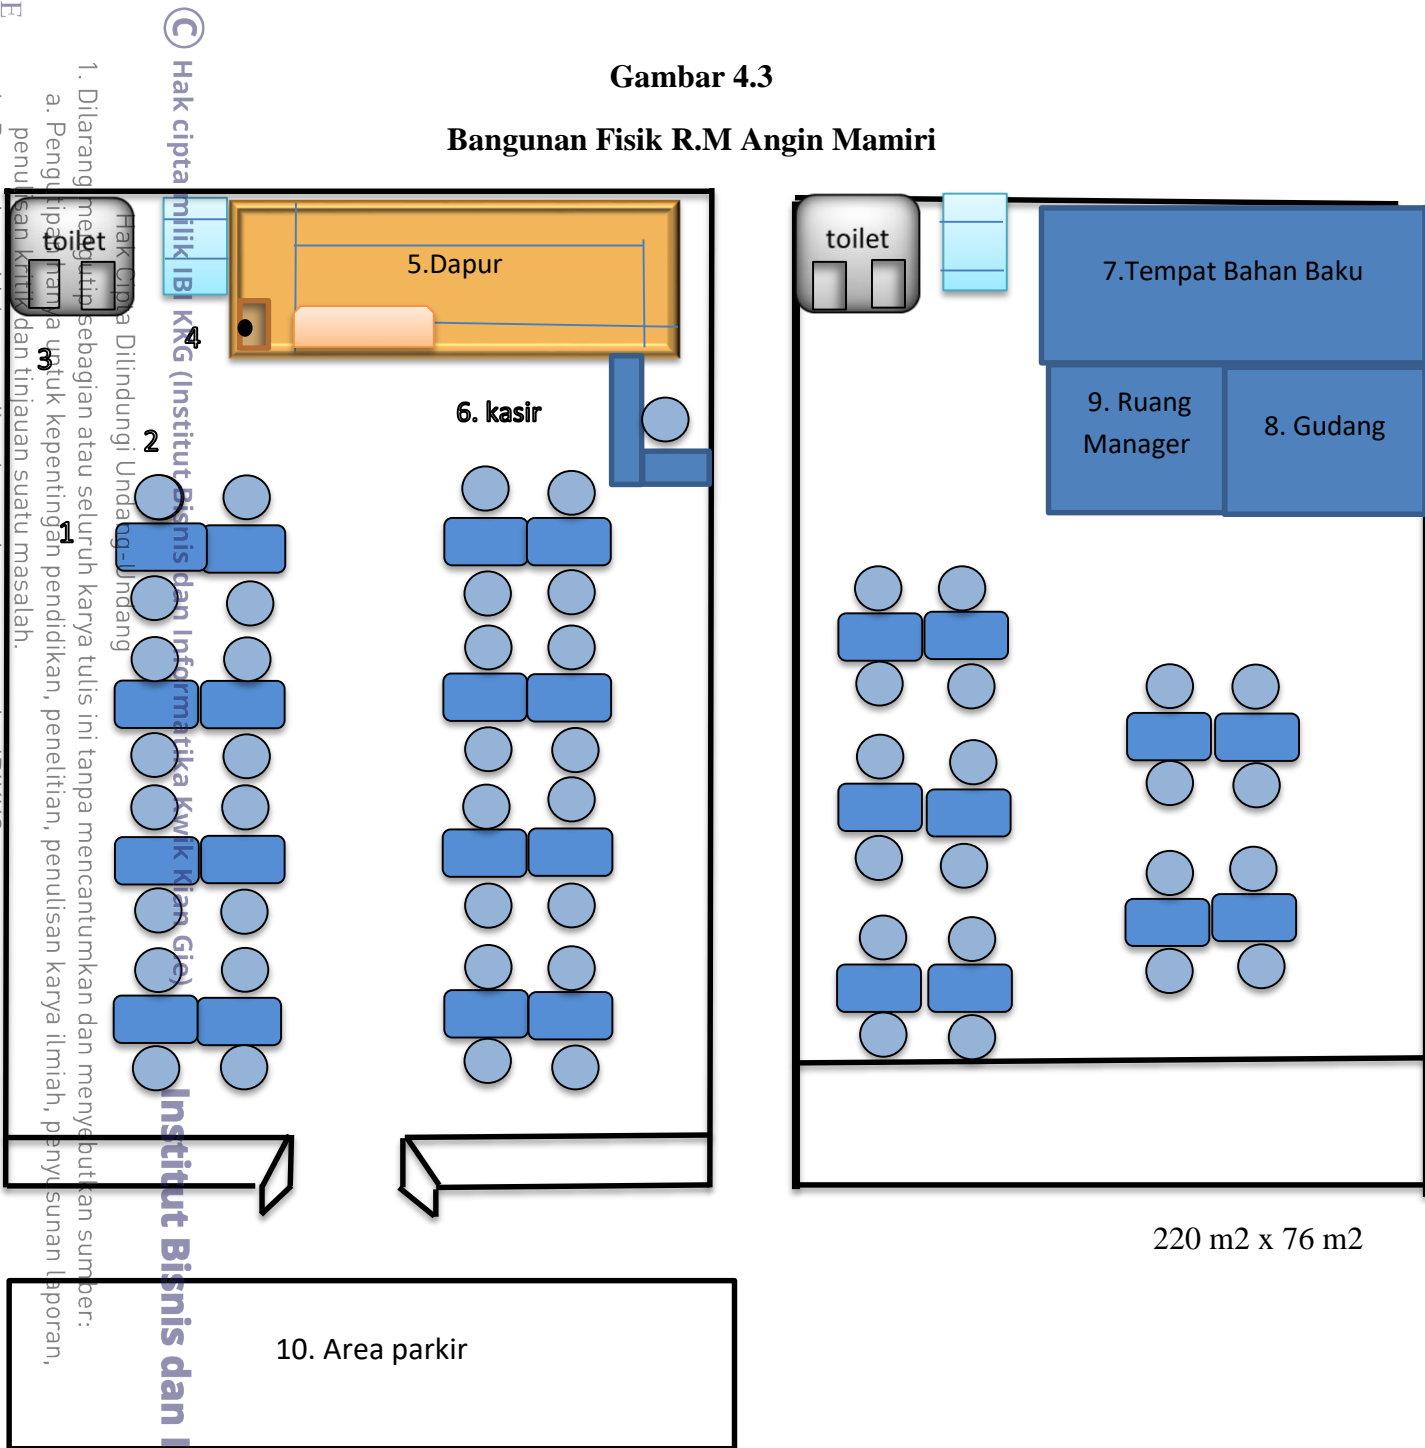 Gambar 4.3
Bangunan Fisik R.M Angin Mamiri
toilet
5.Dapur
4
3
6. kasir
2
1
toilet
7.Tempat Bahan Baku
9. Ruang
Manager
8. Gudang
220 m2 x 76 m2
10. Area parkir
© Hak cipta milik IBI KKG (Institut Bisnis dan Informatika Kwik Kian Gie)
Institut Bisnis dan
Hak Cipta Dilindungi Undang-Undang
1. Dilarang mengutip sebagian atau seluruh karya tulis ini tanpa mencantumkan dan menyebutkan sumber:
a. Pengutipan hanya untuk kepentingan pendidikan, penelitian, penulisan karya ilmiah, penyusunan laporan,
penulisan kritik dan tinjauan suatu masalah.